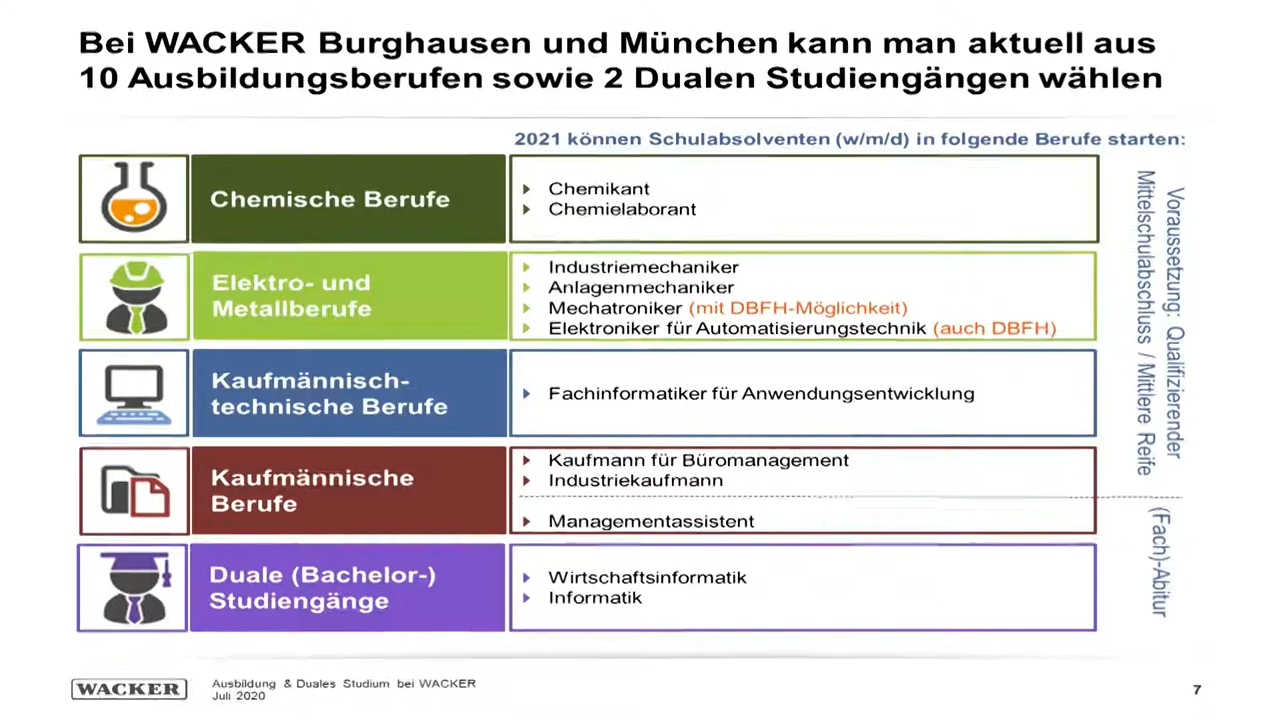 Bei WACKER Burghausen und München kann man aktuell aus
10 Ausbildungsberufen sowie 2 Dualen Studiengängen wählen
2021 können Schulabsolventen (w/m/d) in folgende Berufe starten:
Chemische Berufe
Chemikant
Chemielaborant
Elektro- und
Metallberufe
Industriemechaniker
Anlagenmechaniker
Mechatroniker (mit DBFH-Möglichkeit)
Elektroniker für Automatisierungstechnik (auch DBFH)
Kaufmännisch-
technische Berufe
Fachinformatiker für Anwendungsentwicklung
Kaufmännische
Berufe
Kaufmann für Büromanagement
Industriekaufmann
Managementassistent
Duale (Bachelor-)
Studiengänge
Wirtschaftsinformatik
Informatik
Voraussetzung: Qualifizierender
Mittelschulabschluss / Mittlere Reife
(Fach)-Abitur
WACKER
Ausbildung & Duales Studium bei WACKER
Juli 2020
7